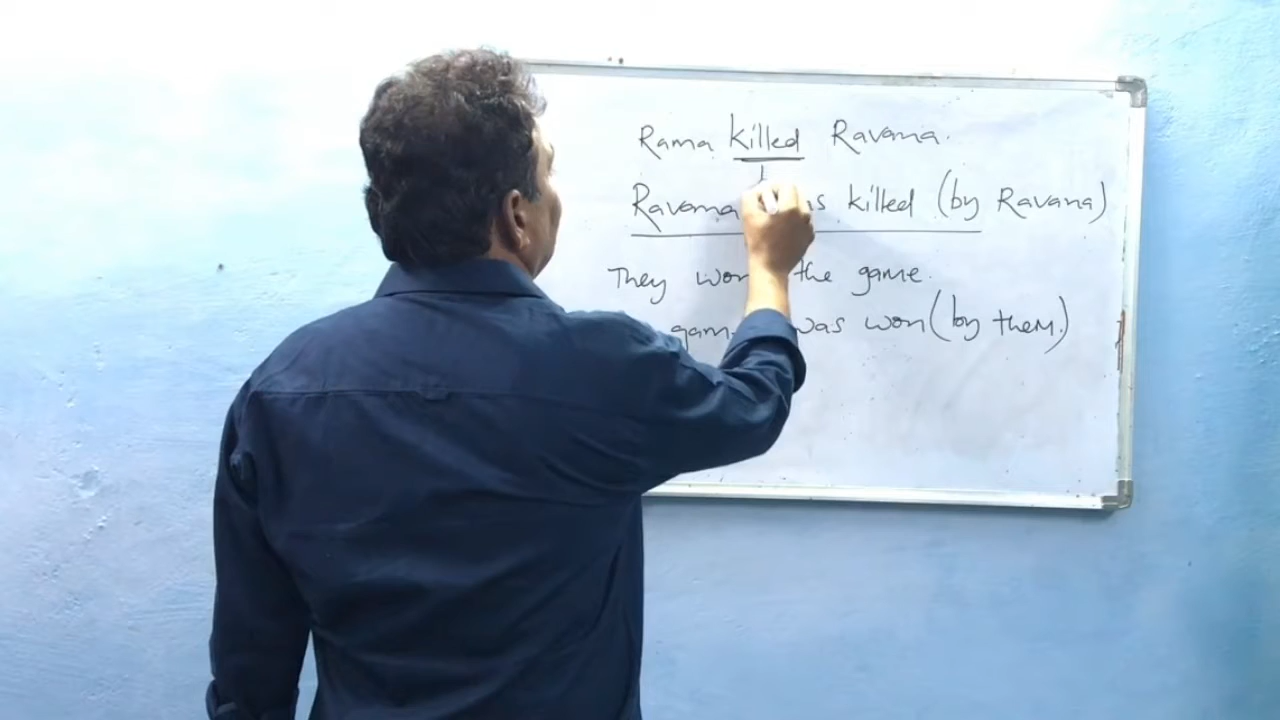 Rama killed Ravana.
Ravana was killed (by Ravana)
They won the game.
game was won (by them.)